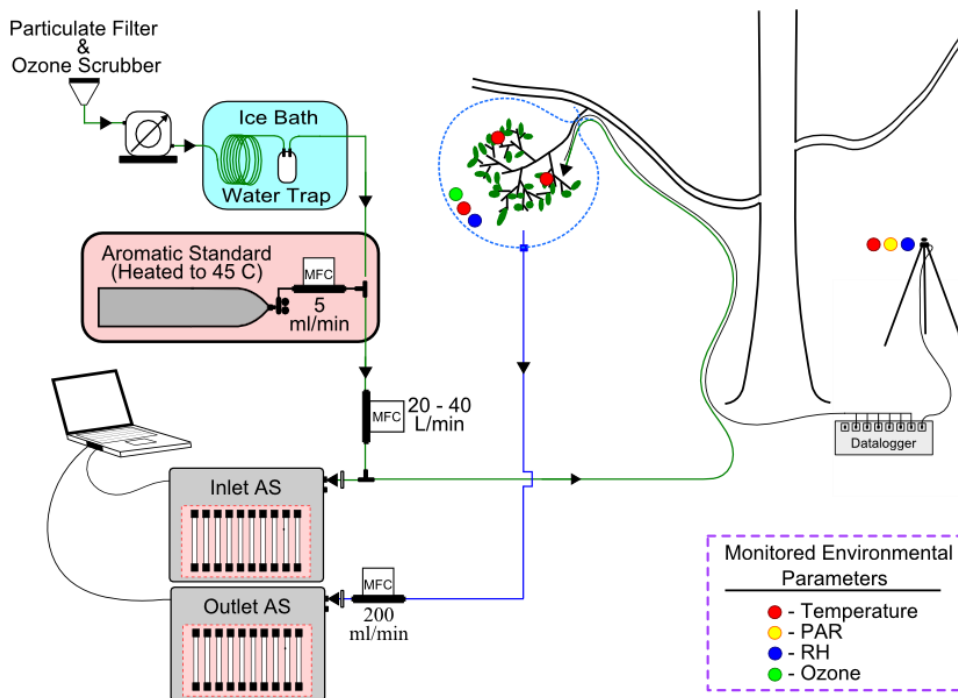 Particulate Filter
&
Ozone Scrubber
Ice Bath
Water Trap
Aromatic Standard
(Heated to 45 C)
MFC
5
ml/min
MFC
20 - 40
L/min
Inlet AS
MFC
200
ml/min
Outlet AS
Datalogger
Monitored Environmental
Parameters
- Temperature
- PAR
- RH
- Ozone